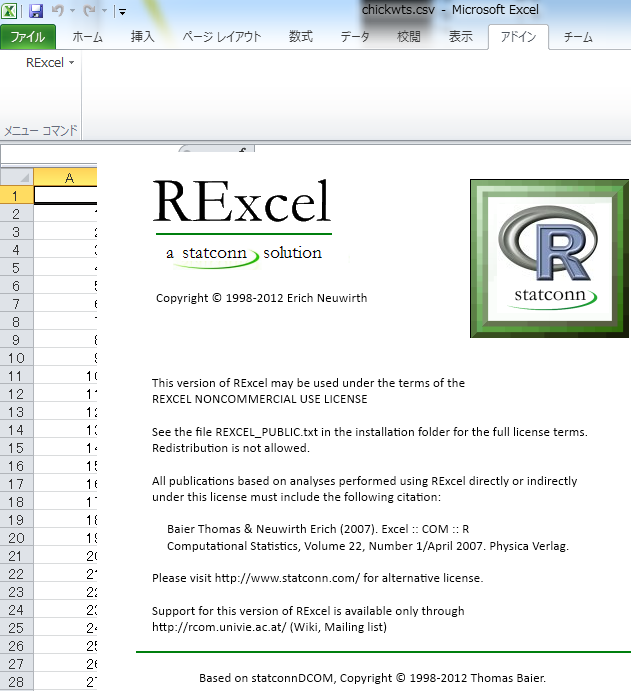 chickwts.csv - Microsoft Excel
ファイル ホーム 挿入 ページ レイアウト 数式 データ 校閲 表示 アドイン チーム
RExcel
メニュー コマンド
A
1
2
3
4
5
6
7
8
9
10
11
12
13
14
15
16
17
18
19
20
21
22
23
24
25
26
27
28
RExcel
a statconn solution
R
statconn
Copyright © 1998-2012 Erich Neuwirth
This version of RExcel may be used under the terms of the
REXCEL NONCOMMERCIAL USE LICENSE
See the file REXCEL_PUBLIC.txt in the installation folder for the full license terms.
Redistribution is not allowed.
All publications based on analyses performed using RExcel directly or indirectly
under this license must include the following citation:
Baier Thomas & Neuwirth Erich (2007). Excel :: COM :: R
Computational Statistics, Volume 22, Number 1/April 2007. Physica Verlag.
Please visit http://www.statconn.com/ for alternative license.
Support for this version of RExcel is available only through
http://rcom.univie.ac.at/ (Wiki, Mailing list)
Based on statconnDCOM, Copyright © 1998-2012 Thomas Baier.